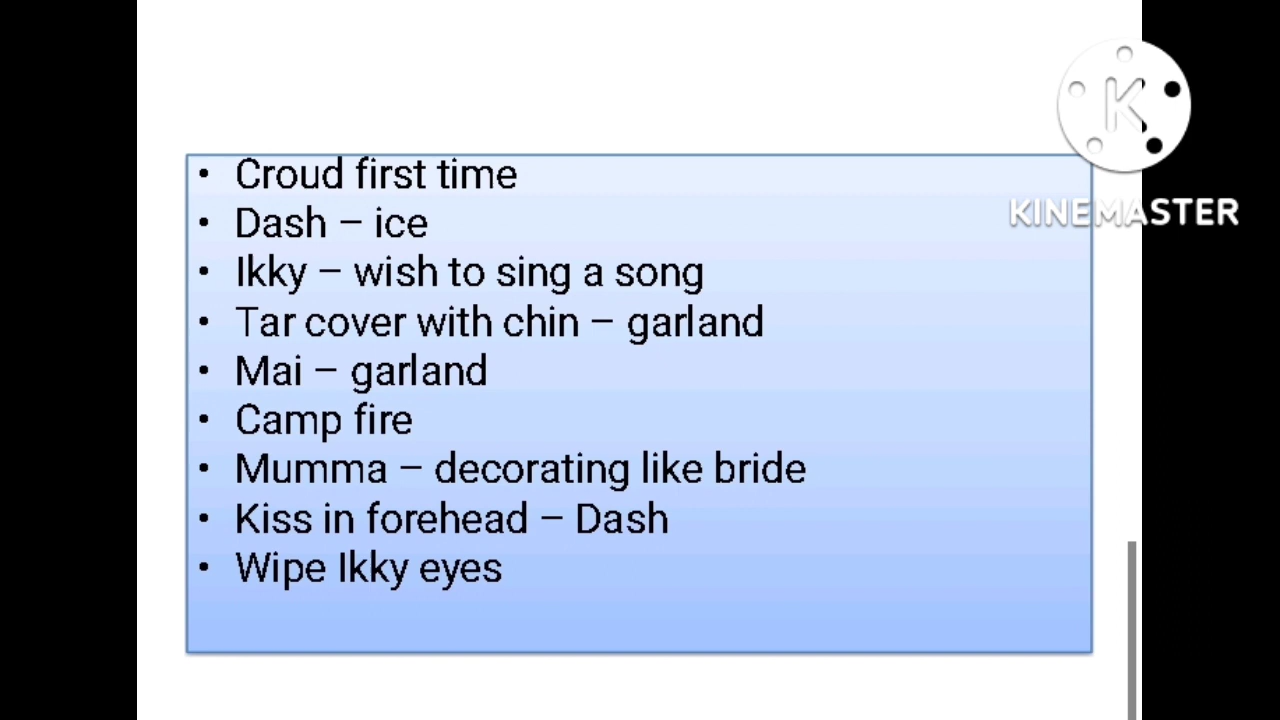 • Croud first time
• Dash – ice
• Ikky – wish to sing a song
• Tar cover with chin – garland
• Mai – garland
• Camp fire
• Mumma – decorating like bride
• Kiss in forehead – Dash
• Wipe Ikky eyes
K
KINEMASTER